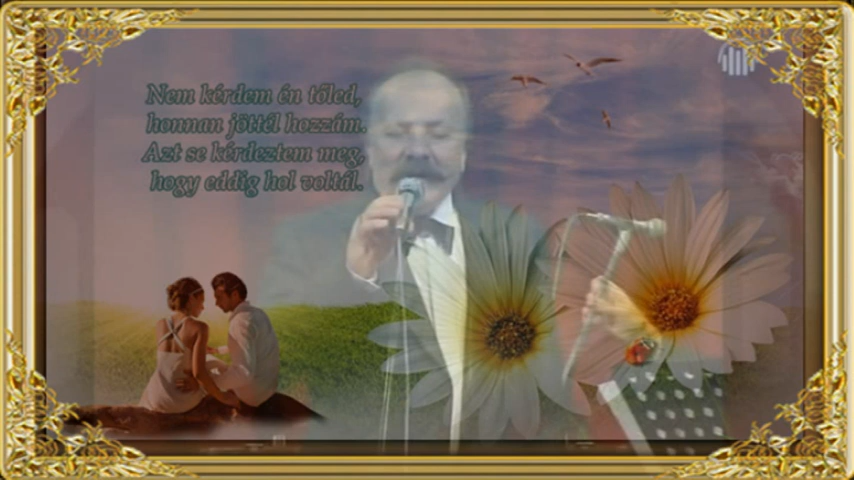 Nem kérdem én tőled,
honnan jöttél hozzám.
Azt se kérdeztem meg,
hogy eddig hol voltál.